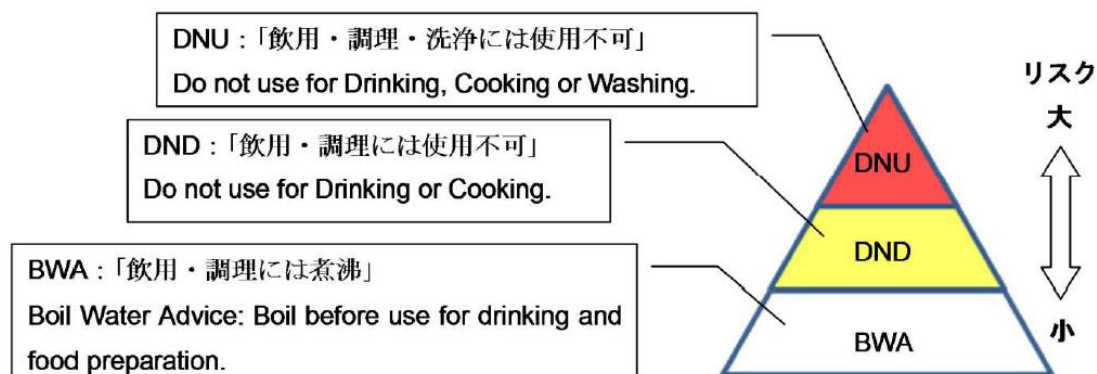 DNU：「飲用・調理・洗浄には使用不可」
Do not use for Drinking, Cooking or Washing.
DND：「飲用・調理には使用不可」
Do not use for Drinking or Cooking.
BWA：「飲用・調理には煮沸」
Boil Water Advice: Boil before use for drinking and
food preparation.
DNU
DND
BWA
リスク
大
小